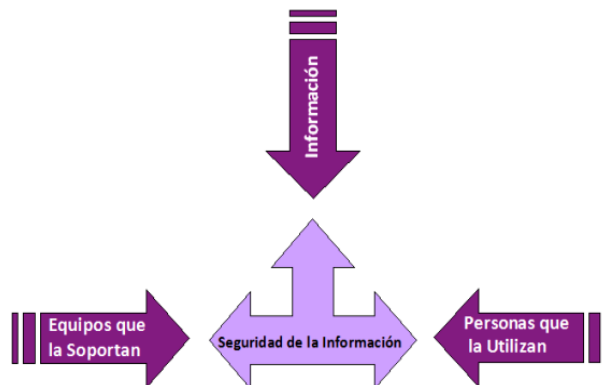 Información
Equipos que
la Soportan
Seguridad de la Información
Personas que
la Utilizan